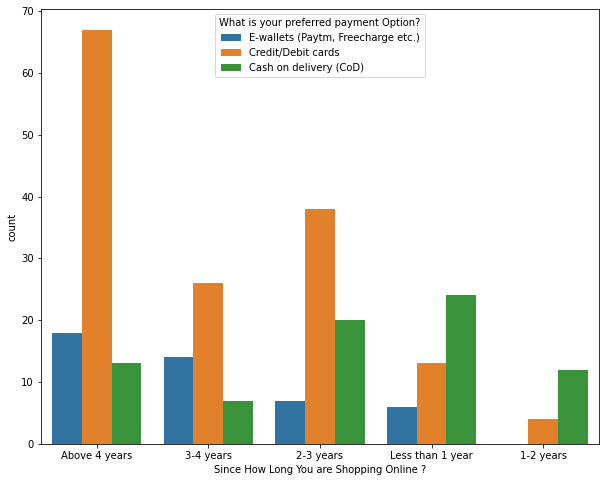 What is your preferred payment Option?
E-wallets (Paytm, Freecharge etc.)
Credit/Debit cards
Cash on delivery (CoD)
70
60
50
40
30
20
10
0
count
Above 4 years
3-4 years
2-3 years
Less than 1 year
1-2 years
Since How Long You are Shopping Online ?